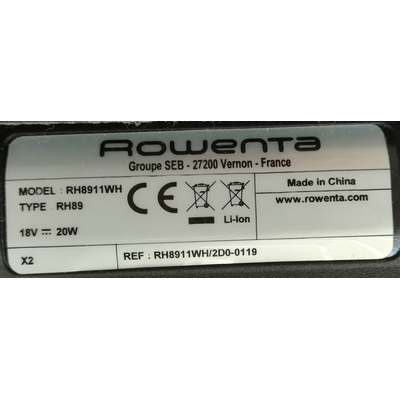 Rowenta
Groupe SEB - 27200 Vernon - France
MODEL : RH8911WH
TYPE : RH89
18V ⎓ 20W
X2
CE
Li-Ion
Made in China
www.rowenta.com
REF : RH8911WH/2D0-0119